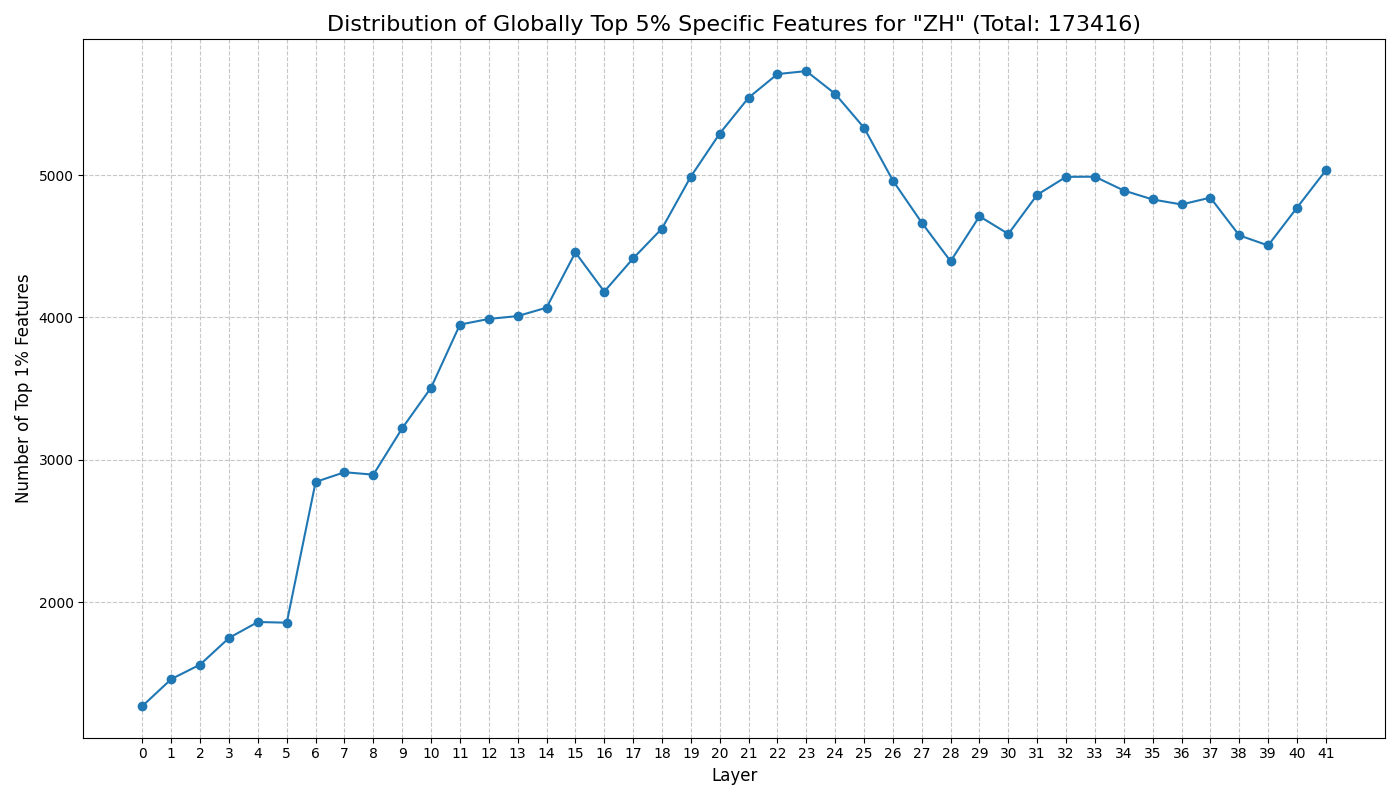 Distribution of Globally Top 5% Specific Features for "ZH" (Total: 173416)
Number of Top 1% Features
5000
4000
3000
2000
0 1 2 3 4 5 6 7 8 9 10 11 12 13 14 15 16 17 18 19 20 21 22 23 24 25 26 27 28 29 30 31 32 33 34 35 36 37 38 39 40 41
Layer